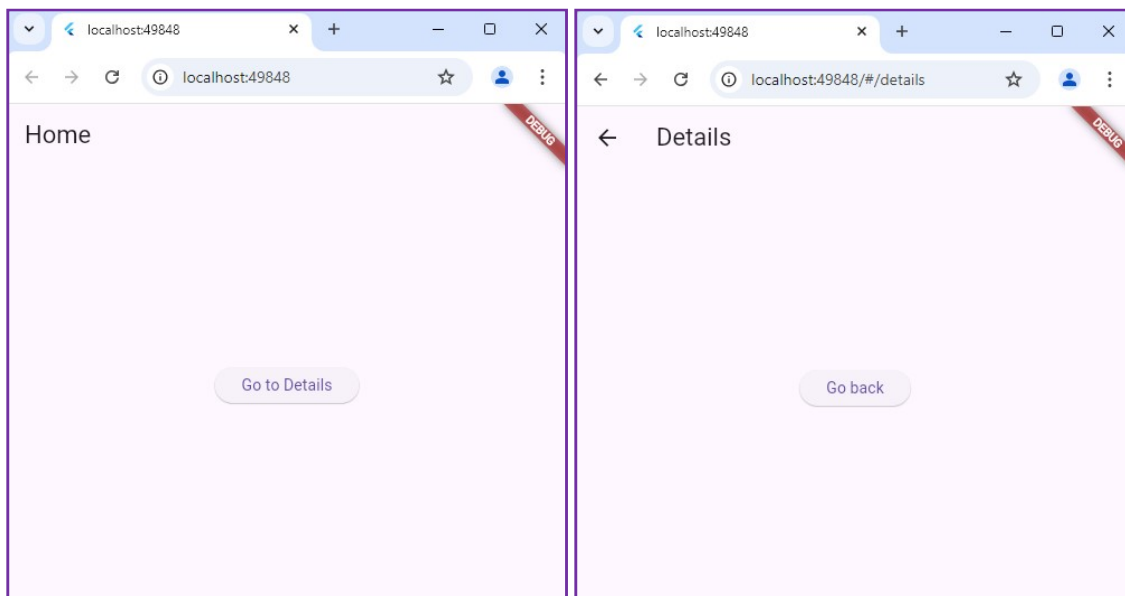 localhost:49848
localhost:49848
Home
DEBUG
Go to Details
localhost:49848
localhost:49848/#/details
Details
DEBUG
Go back